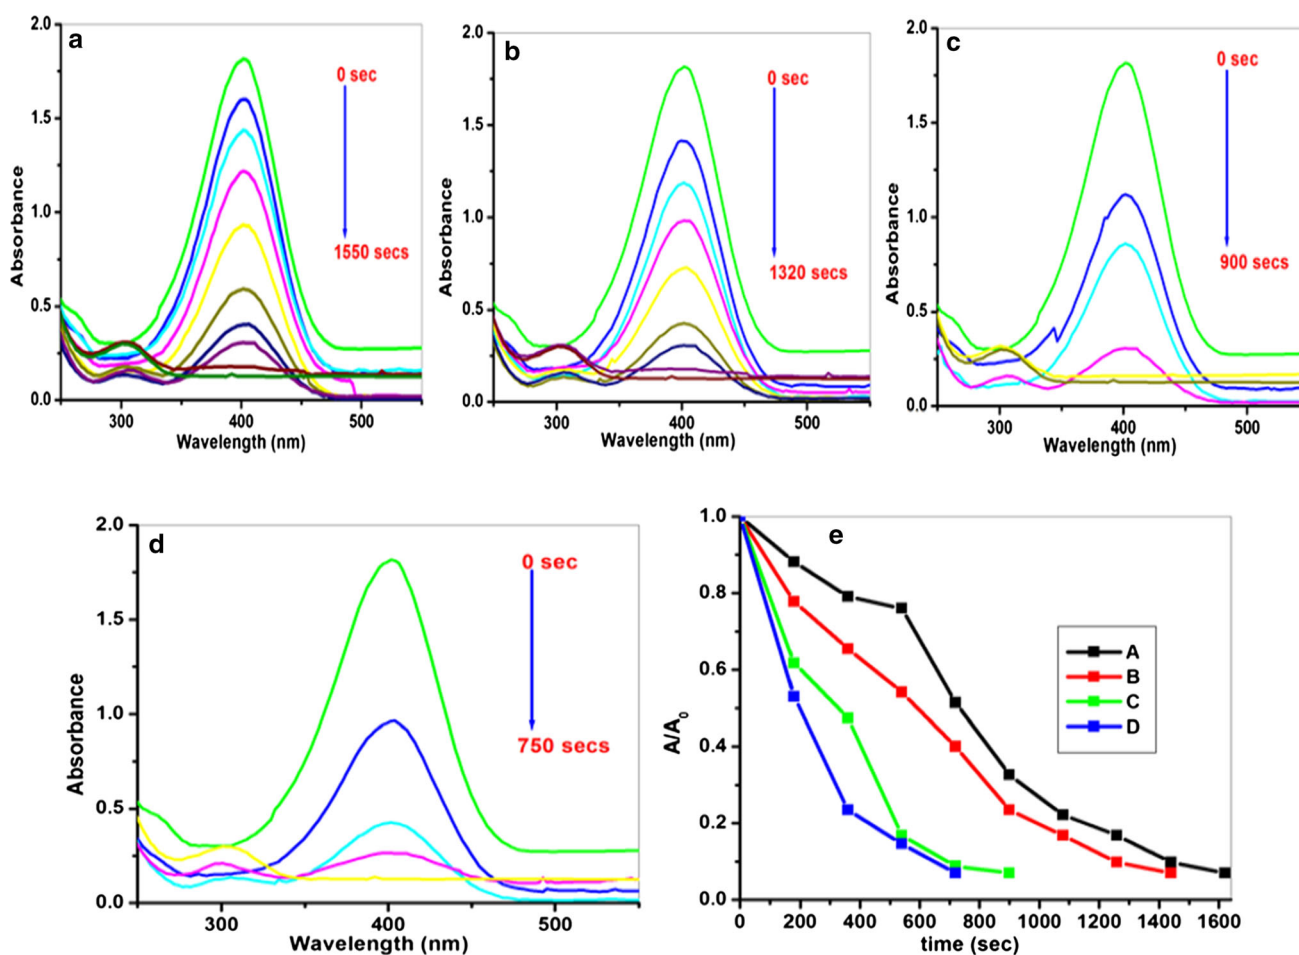 a
2.0
1.5
1.0
0.5
0.0
Absorbance
0 sec
1550 secs
300
400
500
Wavelength (nm)
b
2.0
1.5
1.0
0.5
0.0
Absorbance
0 sec
1320 secs
300
400
500
Wavelength (nm)
c
2.0
1.5
1.0
0.5
0.0
Absorbance
0 sec
900 secs
300
400
500
Wavelength (nm)
d
2.0
1.5
1.0
0.5
0.0
Absorbance
0 sec
750 secs
300
400
500
Wavelength (nm)
e
1.0
0.8
0.6
0.4
0.2
0.0
A/A0
A
B
C
D
0 200 400 600 800 1000 1200 1400 1600
time (sec)